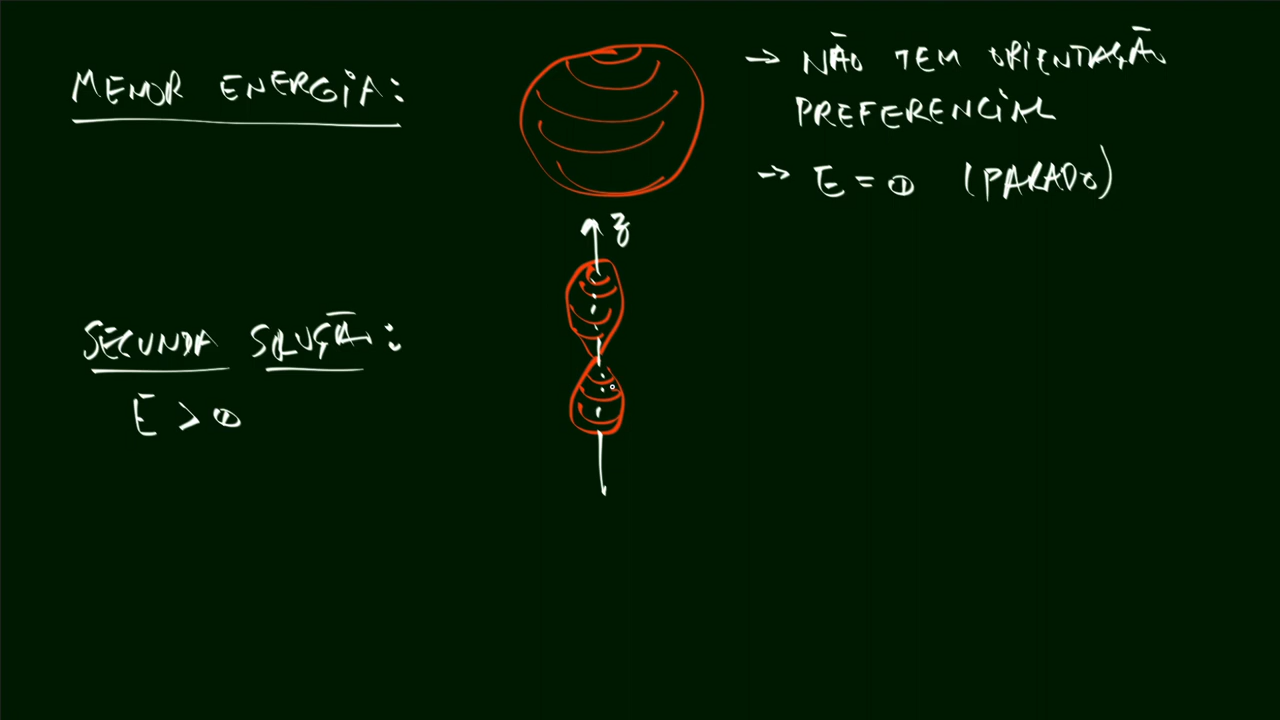 MENOR ENERGIA:
→ NÃO TEM ORIENTAÇÃO
PREFERENCIAL
→ E = 0 (PARADO)
z
SEGUNDA SOLUÇÃO:
E > 0